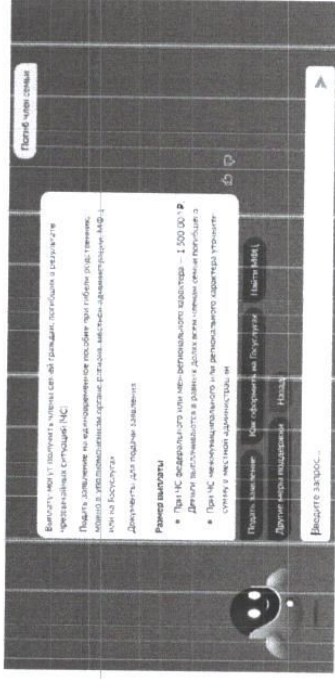 Погиб член семьи
Выплату могут получить члены семей граждан, погибших в результате
чрезвычайных ситуаций (ЧС)
Подать заявление на единовременное пособие при гибели родственника
можно в уполномоченном органе региона, местной администрации, МФЦ
или на Госуслугах
Документы для подачи заявления
Размер выплаты
• При ЧС федерального или межрегионального характера — 1 500 000 ₽.
Деньги выплачиваются в равных долях всем членам семьи погибшего
• При ЧС межмуниципального или регионального характера уточните
сумму в местной администрации
Подать заявление Как оформить на Госуслугах Найти МФЦ
Другие меры поддержки Назад
Введите запрос...